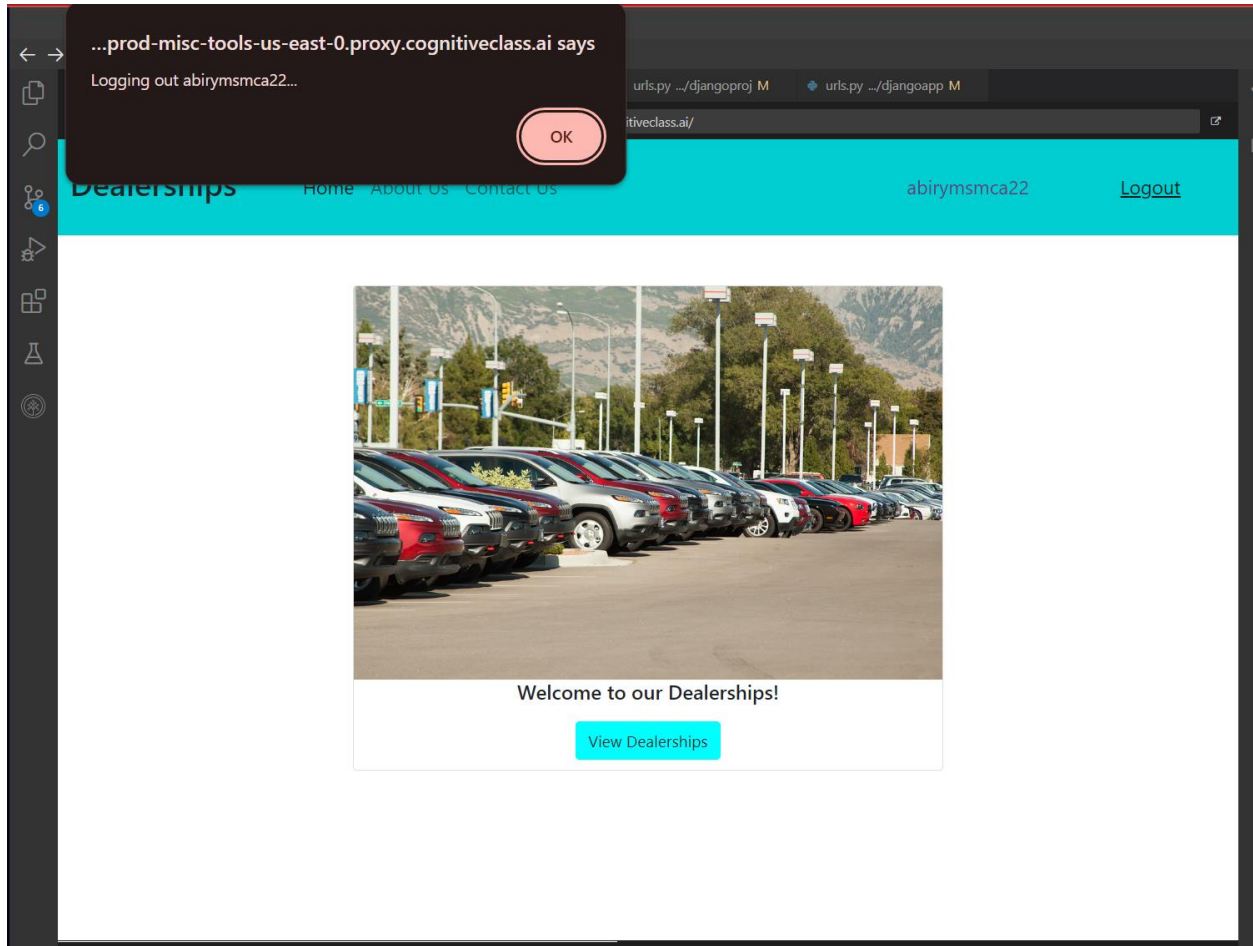 ...prod-misc-tools-us-east-0.proxy.cognitiveclass.ai says
Logging out abirymsmca22...
OK
urls.py .../djangoproj M
urls.py .../djangoapp M
itiveclass.ai/
Dealerships Home About Us Contact Us abirymsmca22 Logout
6
Welcome to our Dealerships!
View Dealerships